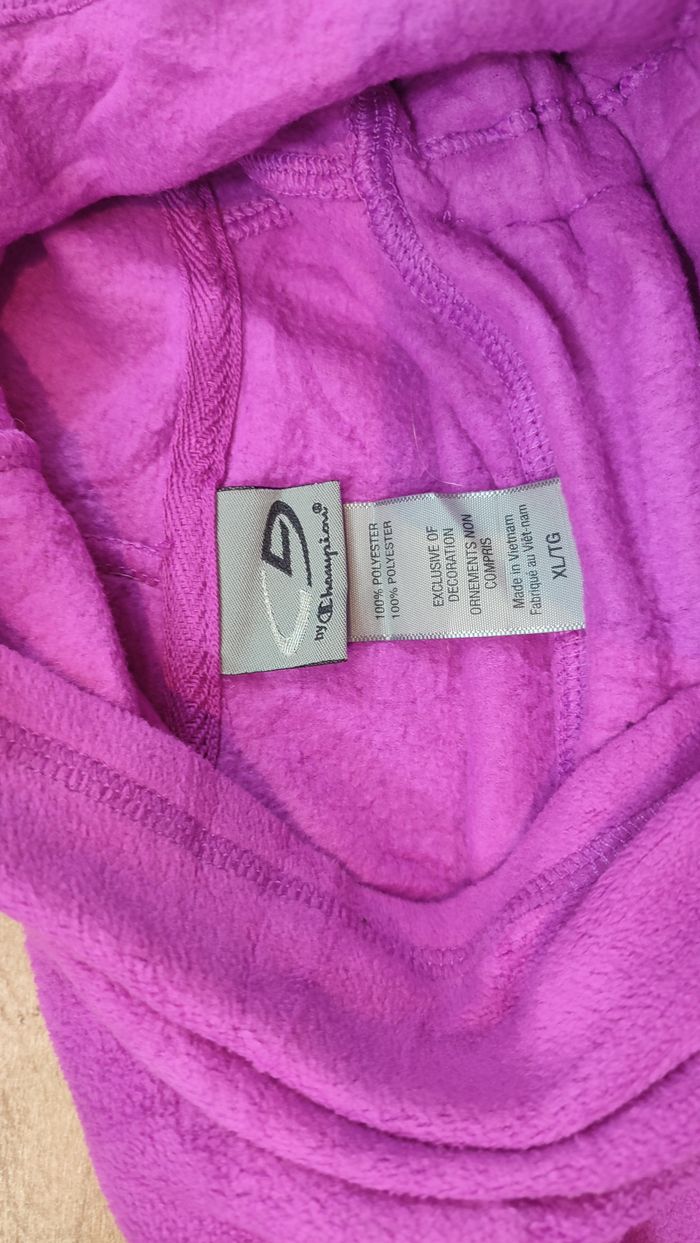 by Champion®
100% POLYESTER
100% POLYESTER
EXCLUSIVE OF
DECORATION
ORNEMENTS NON
COMPRIS
Made in Vietnam
Fabriqué au Viêt-nam
XL/TG